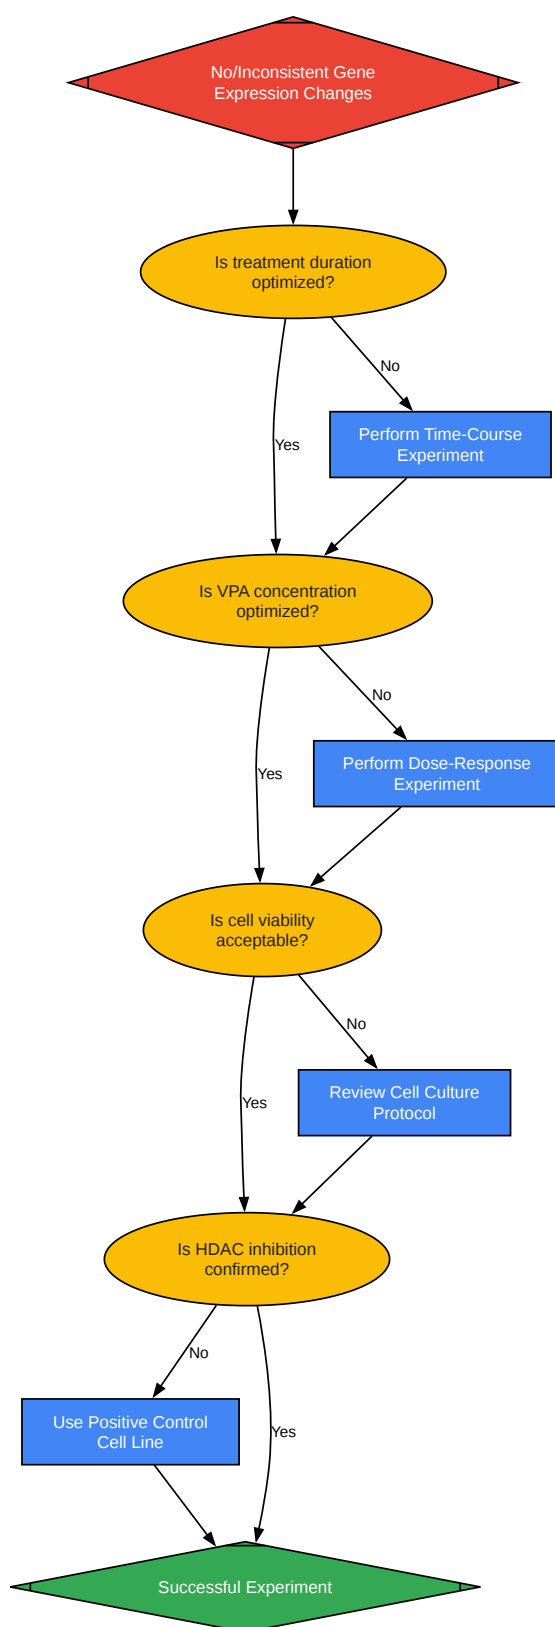 No/Inconsistent Gene
Expression Changes
Is treatment duration
optimized?
No
Perform Time-Course
Experiment
Yes
Is VPA concentration
optimized?
No
Perform Dose-Response
Experiment
Yes
Is cell viability
acceptable?
No
Review Cell Culture
Protocol
Yes
Is HDAC inhibition
confirmed?
No
Use Positive Control
Cell Line
Yes
Successful Experiment